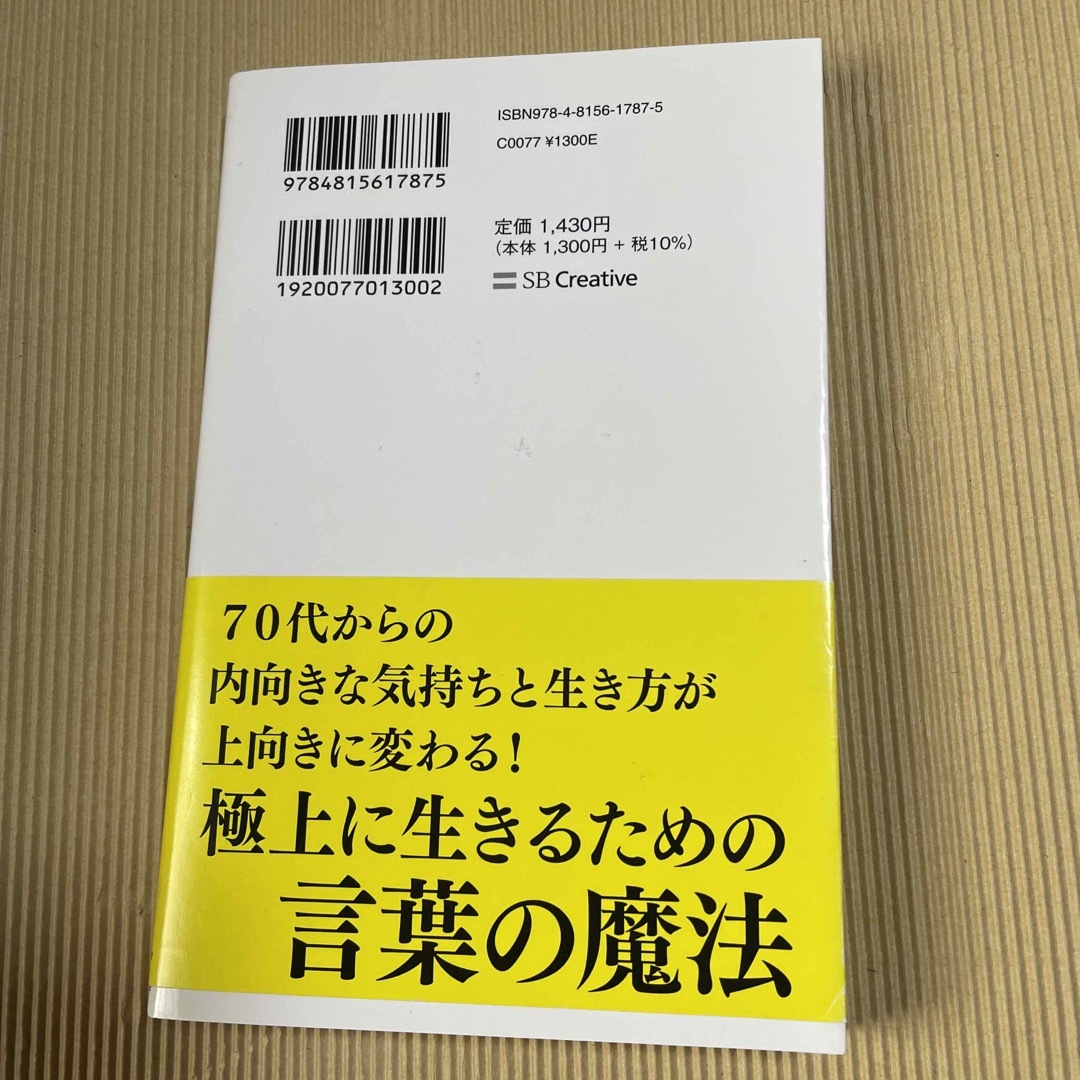 ISBN978-4-8156-1787-5
C0077 ¥1300E
9784815617875
定価 1,430円
(本体 1,300円 + 税10%)
SB Creative
1920077013002
70代からの
内向きな気持ちと生き方が
上向きに変わる!
極上に生きるための
言葉の魔法